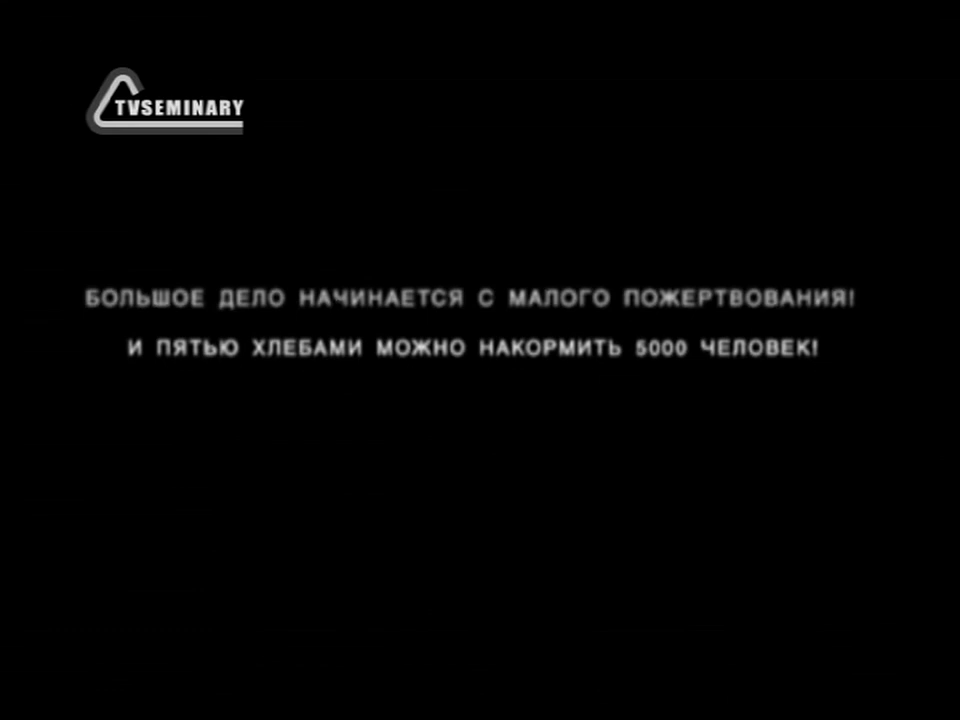 TVSEMINARY
БОЛЬШОЕ ДЕЛО НАЧИНАЕТСЯ С МАЛОГО ПОЖЕРТВОВАНИЯ!
И ПЯТЬЮ ХЛЕБАМИ МОЖНО НАКОРМИТЬ 5000 ЧЕЛОВЕК!